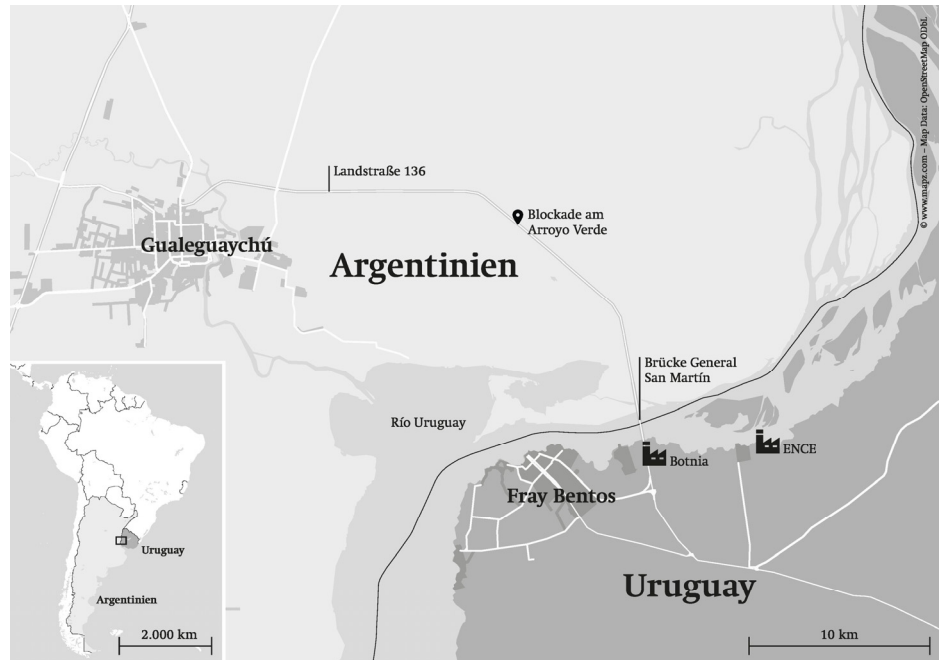 Landstraße 136
Blockade am
Arroyo Verde
Gualeguaychú
Argentinien
Brücke General
San Martín
Río Uruguay
Botnia
ENCE
Fray Bentos
Uruguay
Uruguay
Argentinien
2.000 km
10 km
© www.mapz.com – Map Data: OpenStreetMap ODbL